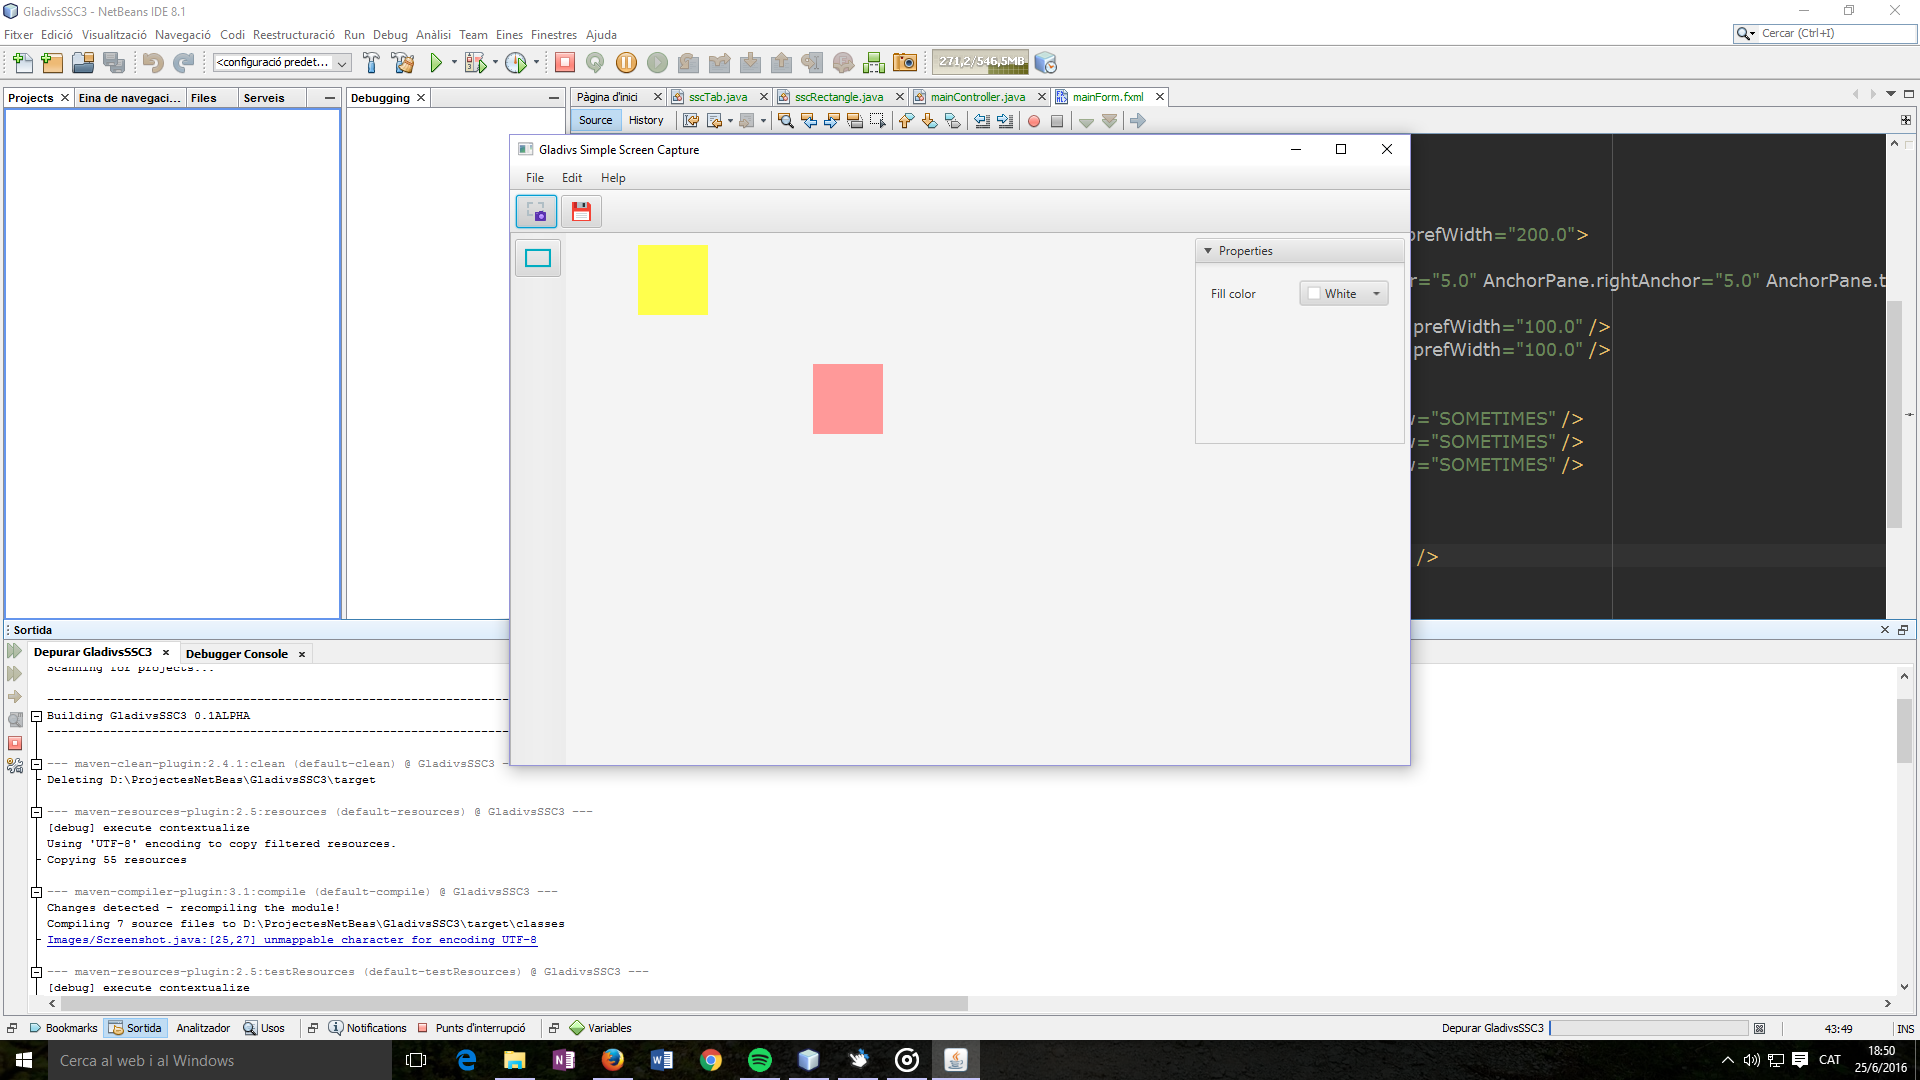 GladivsSSC3 - NetBeans IDE 8.1
Fitxer Edició Visualització Navegació Codi Reestructuració Run Debug Anàlisi Team Eines Finestres Ajuda
Cercar (Ctrl+I)
<configuració predet...
271,2/546,5MB
Projects Eina de navegaci... Files Serveis
Debugging
Pàgina d'inici sscTab.java sscRectangle.java mainController.java mainForm.fxml
Source History
Gladivs Simple Screen Capture
File Edit Help
Properties
Fill color White
prefWidth="200.0">
="5.0" AnchorPane.rightAnchor="5.0" AnchorPane.t
prefWidth="100.0" />
prefWidth="100.0" />
="SOMETIMES" />
="SOMETIMES" />
="SOMETIMES" />
/>
Sortida
Depurar GladivsSSC3 Debugger Console
Scanning for projects...
------------------------------------------------------------------
Building GladivsSSC3 0.1ALPHA
------------------------------------------------------------------
--- maven-clean-plugin:2.4.1:clean (default-clean) @ GladivsSSC3 -
Deleting D:\ProjectesNetBeas\GladivsSSC3\target
--- maven-resources-plugin:2.5:resources (default-resources) @ GladivsSSC3 ---
[debug] execute contextualize
Using 'UTF-8' encoding to copy filtered resources.
Copying 55 resources
--- maven-compiler-plugin:3.1:compile (default-compile) @ GladivsSSC3 ---
Changes detected - recompiling the module!
Compiling 7 source files to D:\ProjectesNetBeas\GladivsSSC3\target\classes
Images/Screenshot.java:[25,27] unmappable character for encoding UTF-8
--- maven-resources-plugin:2.5:testResources (default-testResources) @ GladivsSSC3 ---
[debug] execute contextualize
Bookmarks Sortida Analitzador Usos Notifications Punts d'interrupció Variables
Depurar GladivsSSC3 43:49 INS
Cerca al web i al Windows
CAT
18:50
25/6/2016